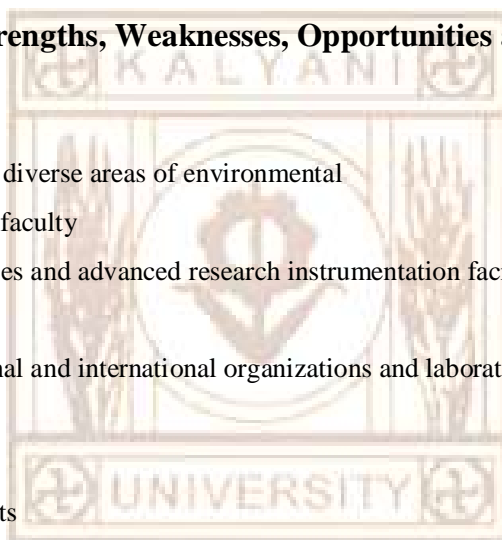 rengths, Weaknesses, Opportunities
KALYANI
diverse areas of environmental
faculty
es and advanced research instrumentation faci
nal and international organizations and laborat
UNIVERSITY
ts